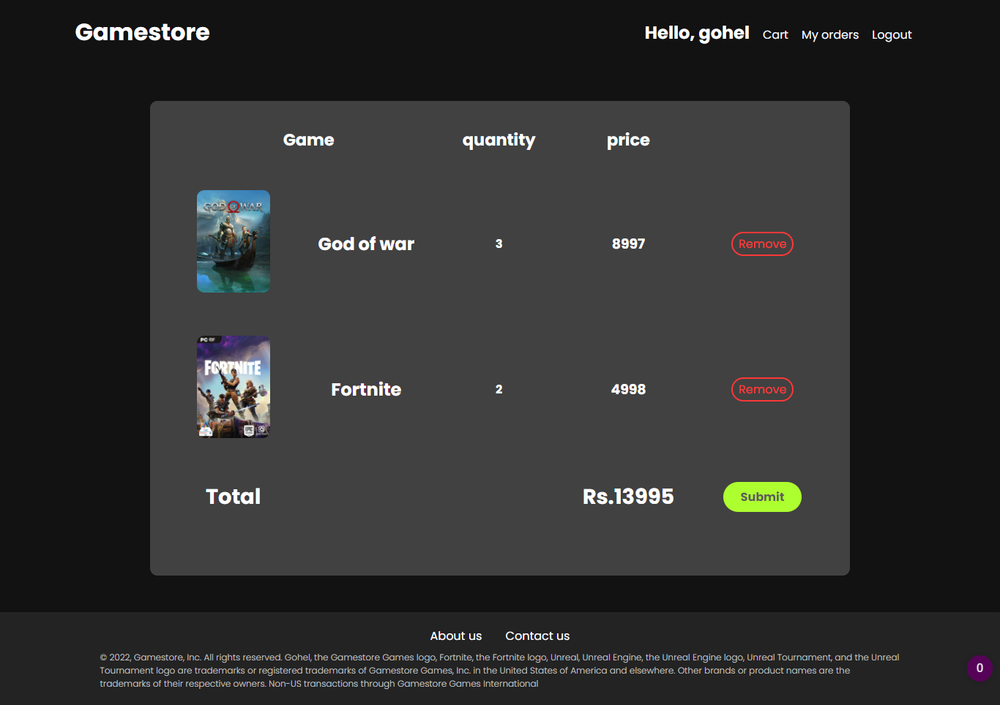 Gamestore
Hello, gohel Cart My orders Logout
Game quantity price
GOD OF WAR
God of war 3 8997 Remove
PC
FORTNITE
EPIC GAMES
Fortnite 2 4998 Remove
Total Rs.13995 Submit
About us Contact us
© 2022, Gamestore, Inc. All rights reserved. Gohel, the Gamestore Games logo, Fortnite, the Fortnite logo, Unreal, Unreal Engine, the Unreal Engine logo, Unreal Tournament, and the Unreal
Tournament logo are trademarks or registered trademarks of Gamestore Games, Inc. in the United States of America and elsewhere. Other brands or product names are the
trademarks of their respective owners. Non-US transactions through Gamestore Games International
0